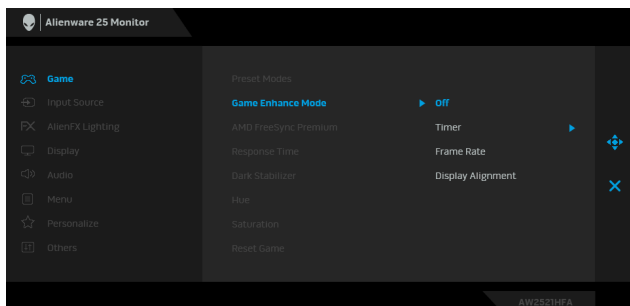 Alienware 25 Monitor
Game
Input Source
AlienFX Lighting
Display
Audio
Menu
Personalize
Others
Preset Modes
Game Enhance Mode
AMD FreeSync Premium
Response Time
Dark Stabilizer
Hue
Saturation
Reset Game
Off
Timer
Frame Rate
Display Alignment
AW2521HFA